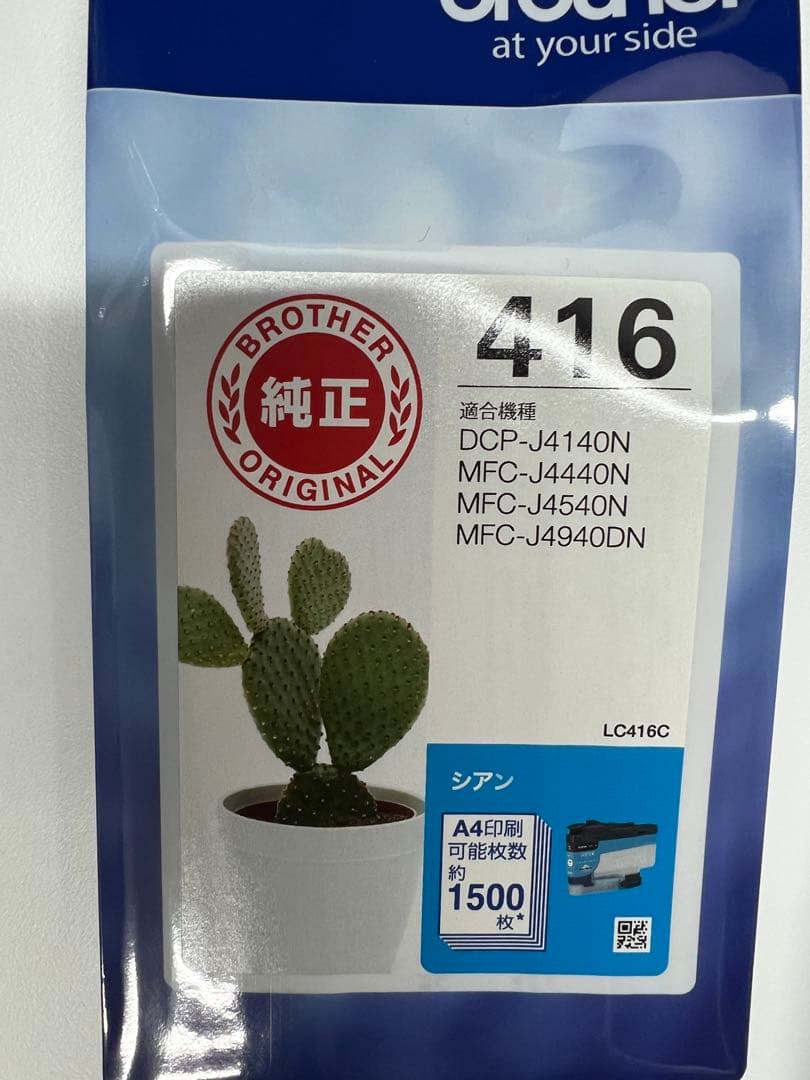 brother
at your side
BROTHER
純正
ORIGINAL
416
適合機種
DCP-J4140N
MFC-J4440N
MFC-J4540N
MFC-J4940DN
LC416C
シアン
A4印刷
可能枚数
約
1500
枚*